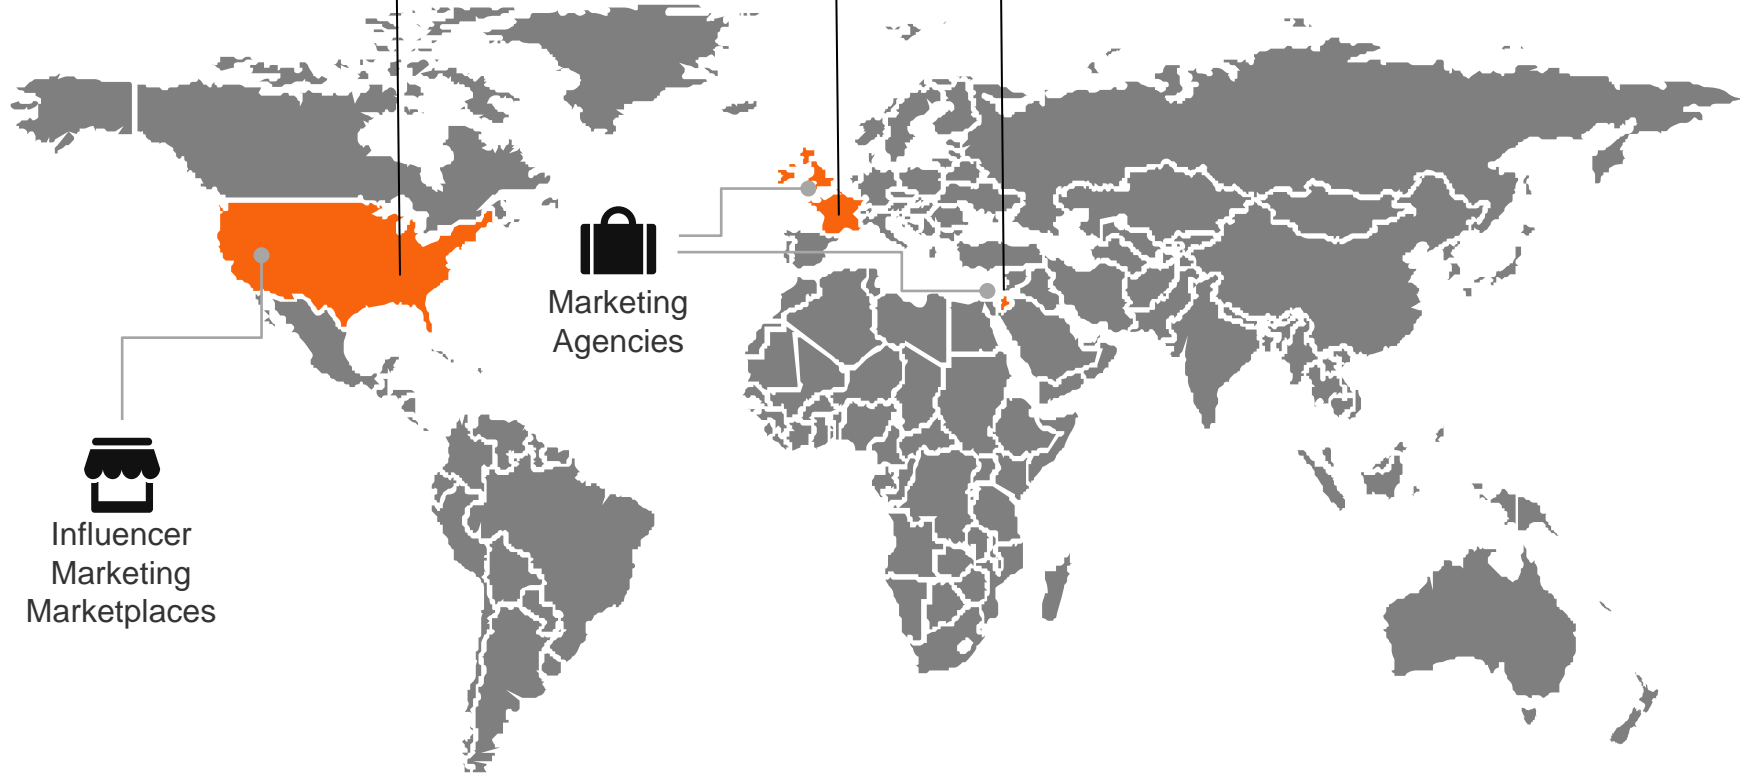 Marketing
Agencies
Influencer
Marketing
Marketplaces